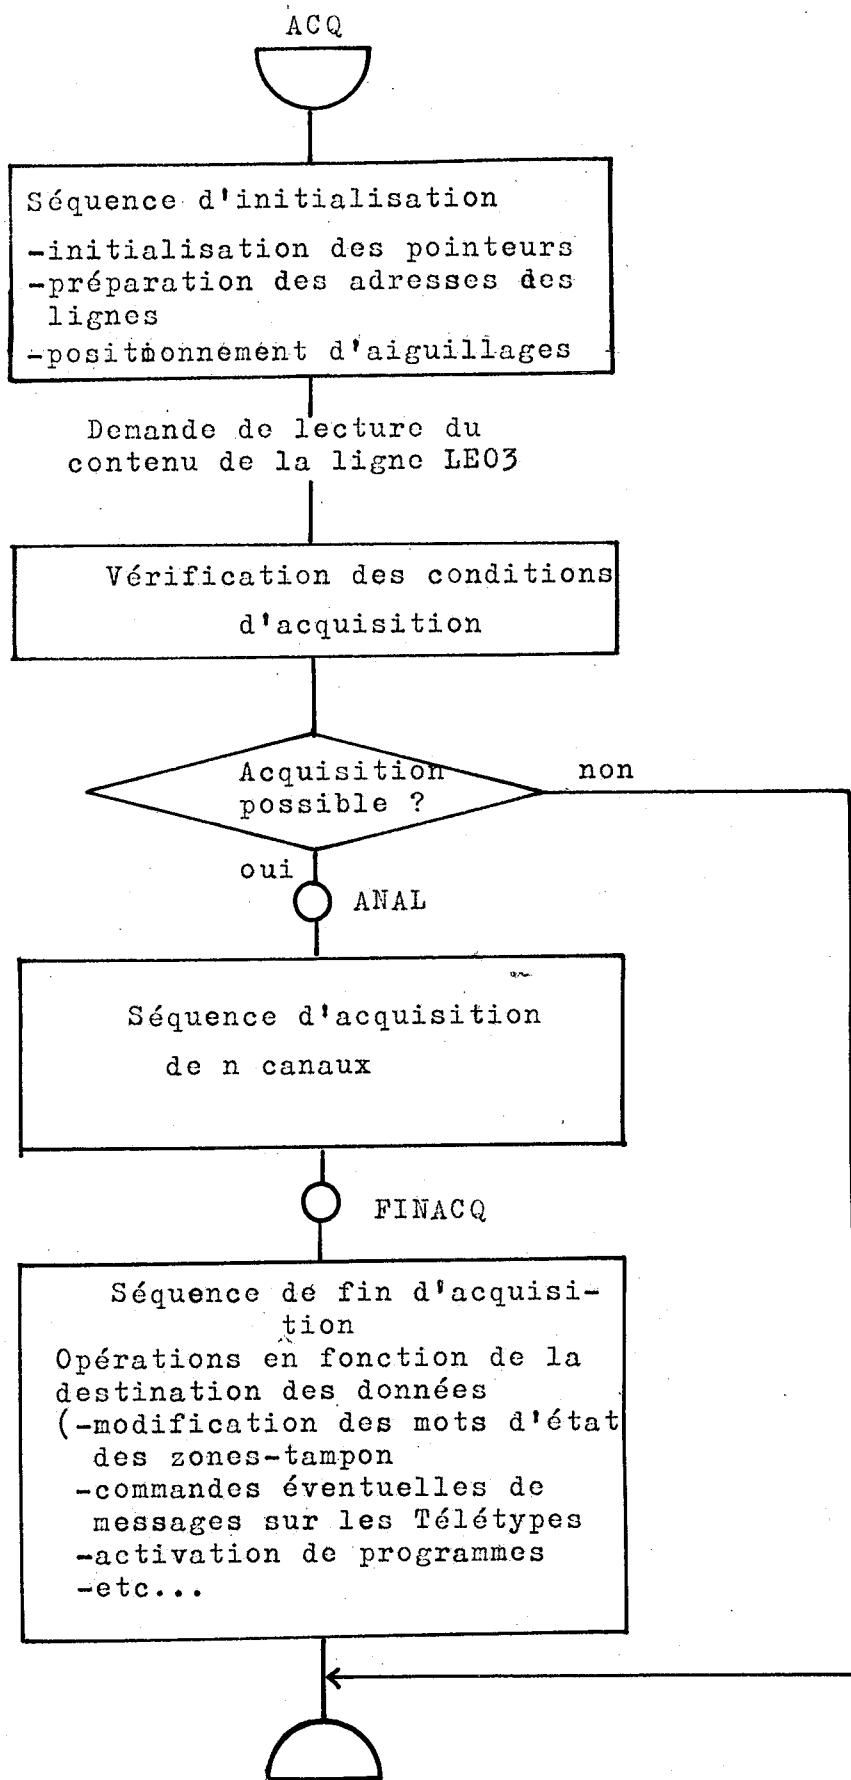 ACQ
Séquence d'initialisation
-initialisation des pointeurs
-préparation des adresses des
lignes
-positionnement d'aiguillages
Demande de lecture du
contenu de la ligne LE03
Vérification des conditions
d'acquisition
Acquisition
possible ?
non
oui
ANAL
Séquence d'acquisition
de n canaux
FINACQ
Séquence de fin d'acquisi-
tion
Opérations en fonction de la
destination des données
(-modification des mots d'état
des zones-tampon
-commandes éventuelles de
messages sur les Télétypes
-activation de programmes
-etc...